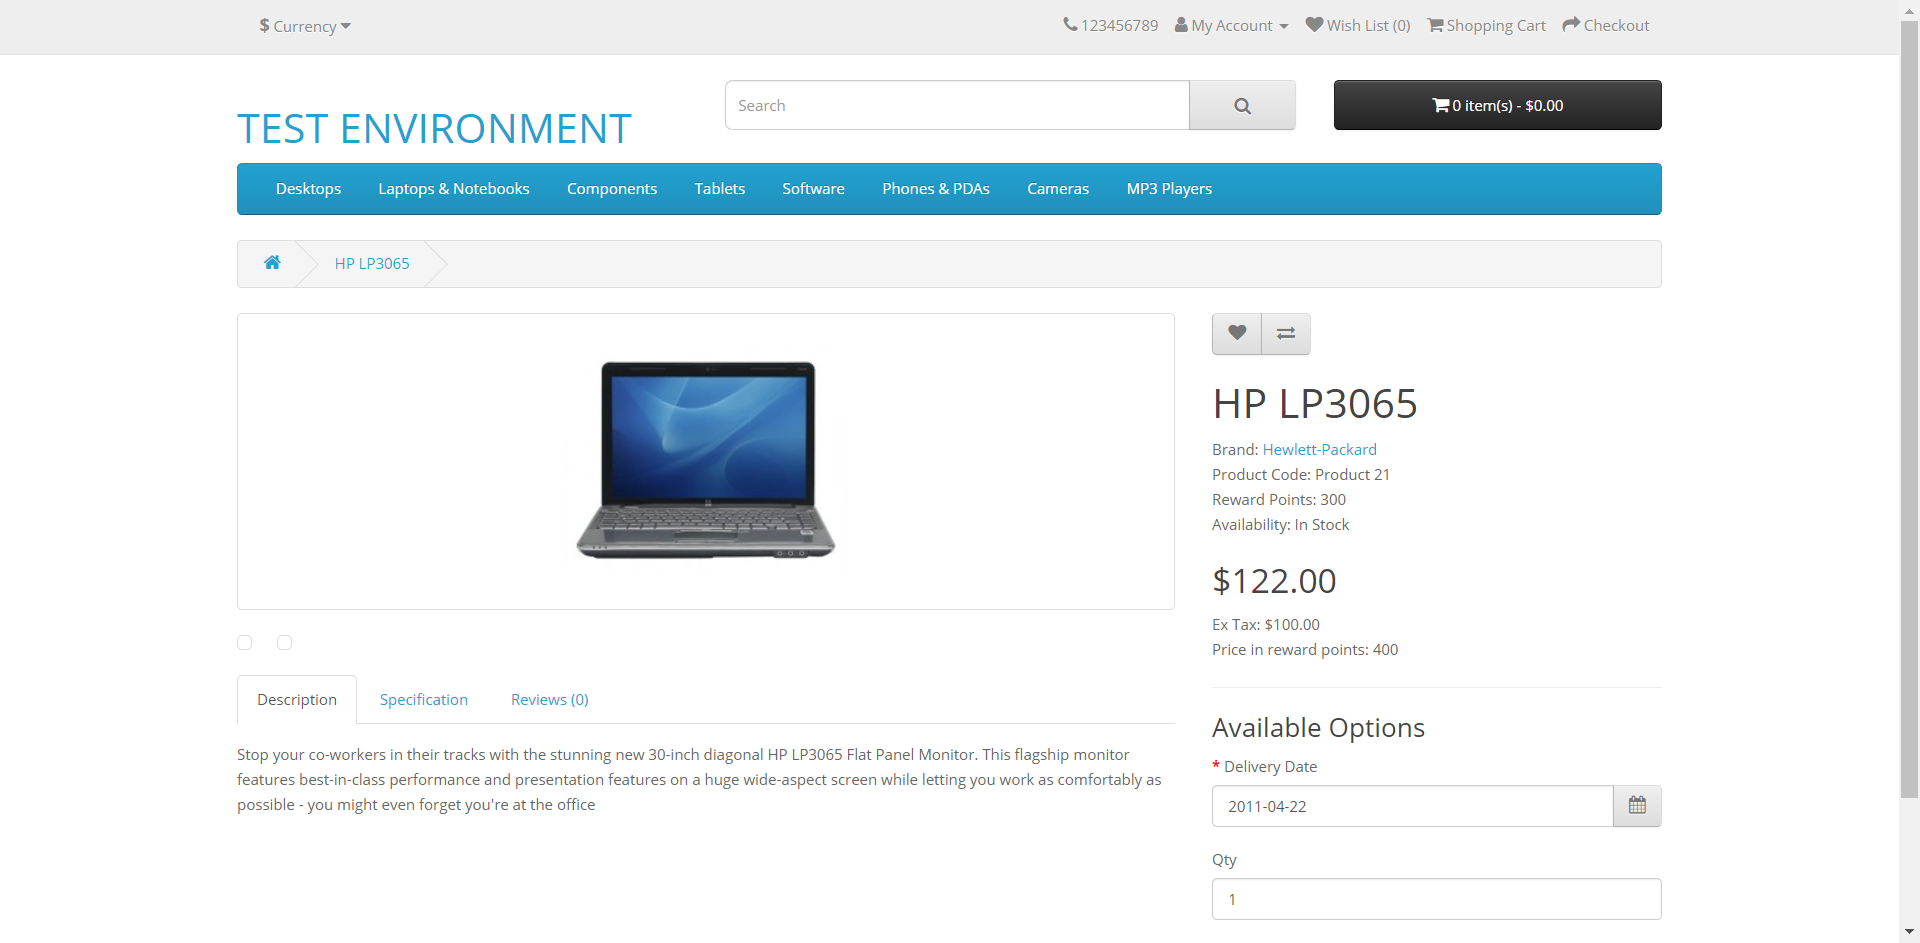 $ Currency
123456789
My Account
Wish List (0)
Shopping Cart
Checkout
TEST ENVIRONMENT
Search
0 item(s) - $0.00
Desktops
Laptops & Notebooks
Components
Tablets
Software
Phones & PDAs
Cameras
MP3 Players
HP LP3065
HP LP3065
Brand: Hewlett-Packard
Product Code: Product 21
Reward Points: 300
Availability: In Stock
$122.00
Ex Tax: $100.00
Price in reward points: 400
Description
Specification
Reviews (0)
Stop your co-workers in their tracks with the stunning new 30-inch diagonal HP LP3065 Flat Panel Monitor. This flagship monitor
features best-in-class performance and presentation features on a huge wide-aspect screen while letting you work as comfortably as
possible - you might even forget you're at the office
Available Options
* Delivery Date
2011-04-22
Qty
1